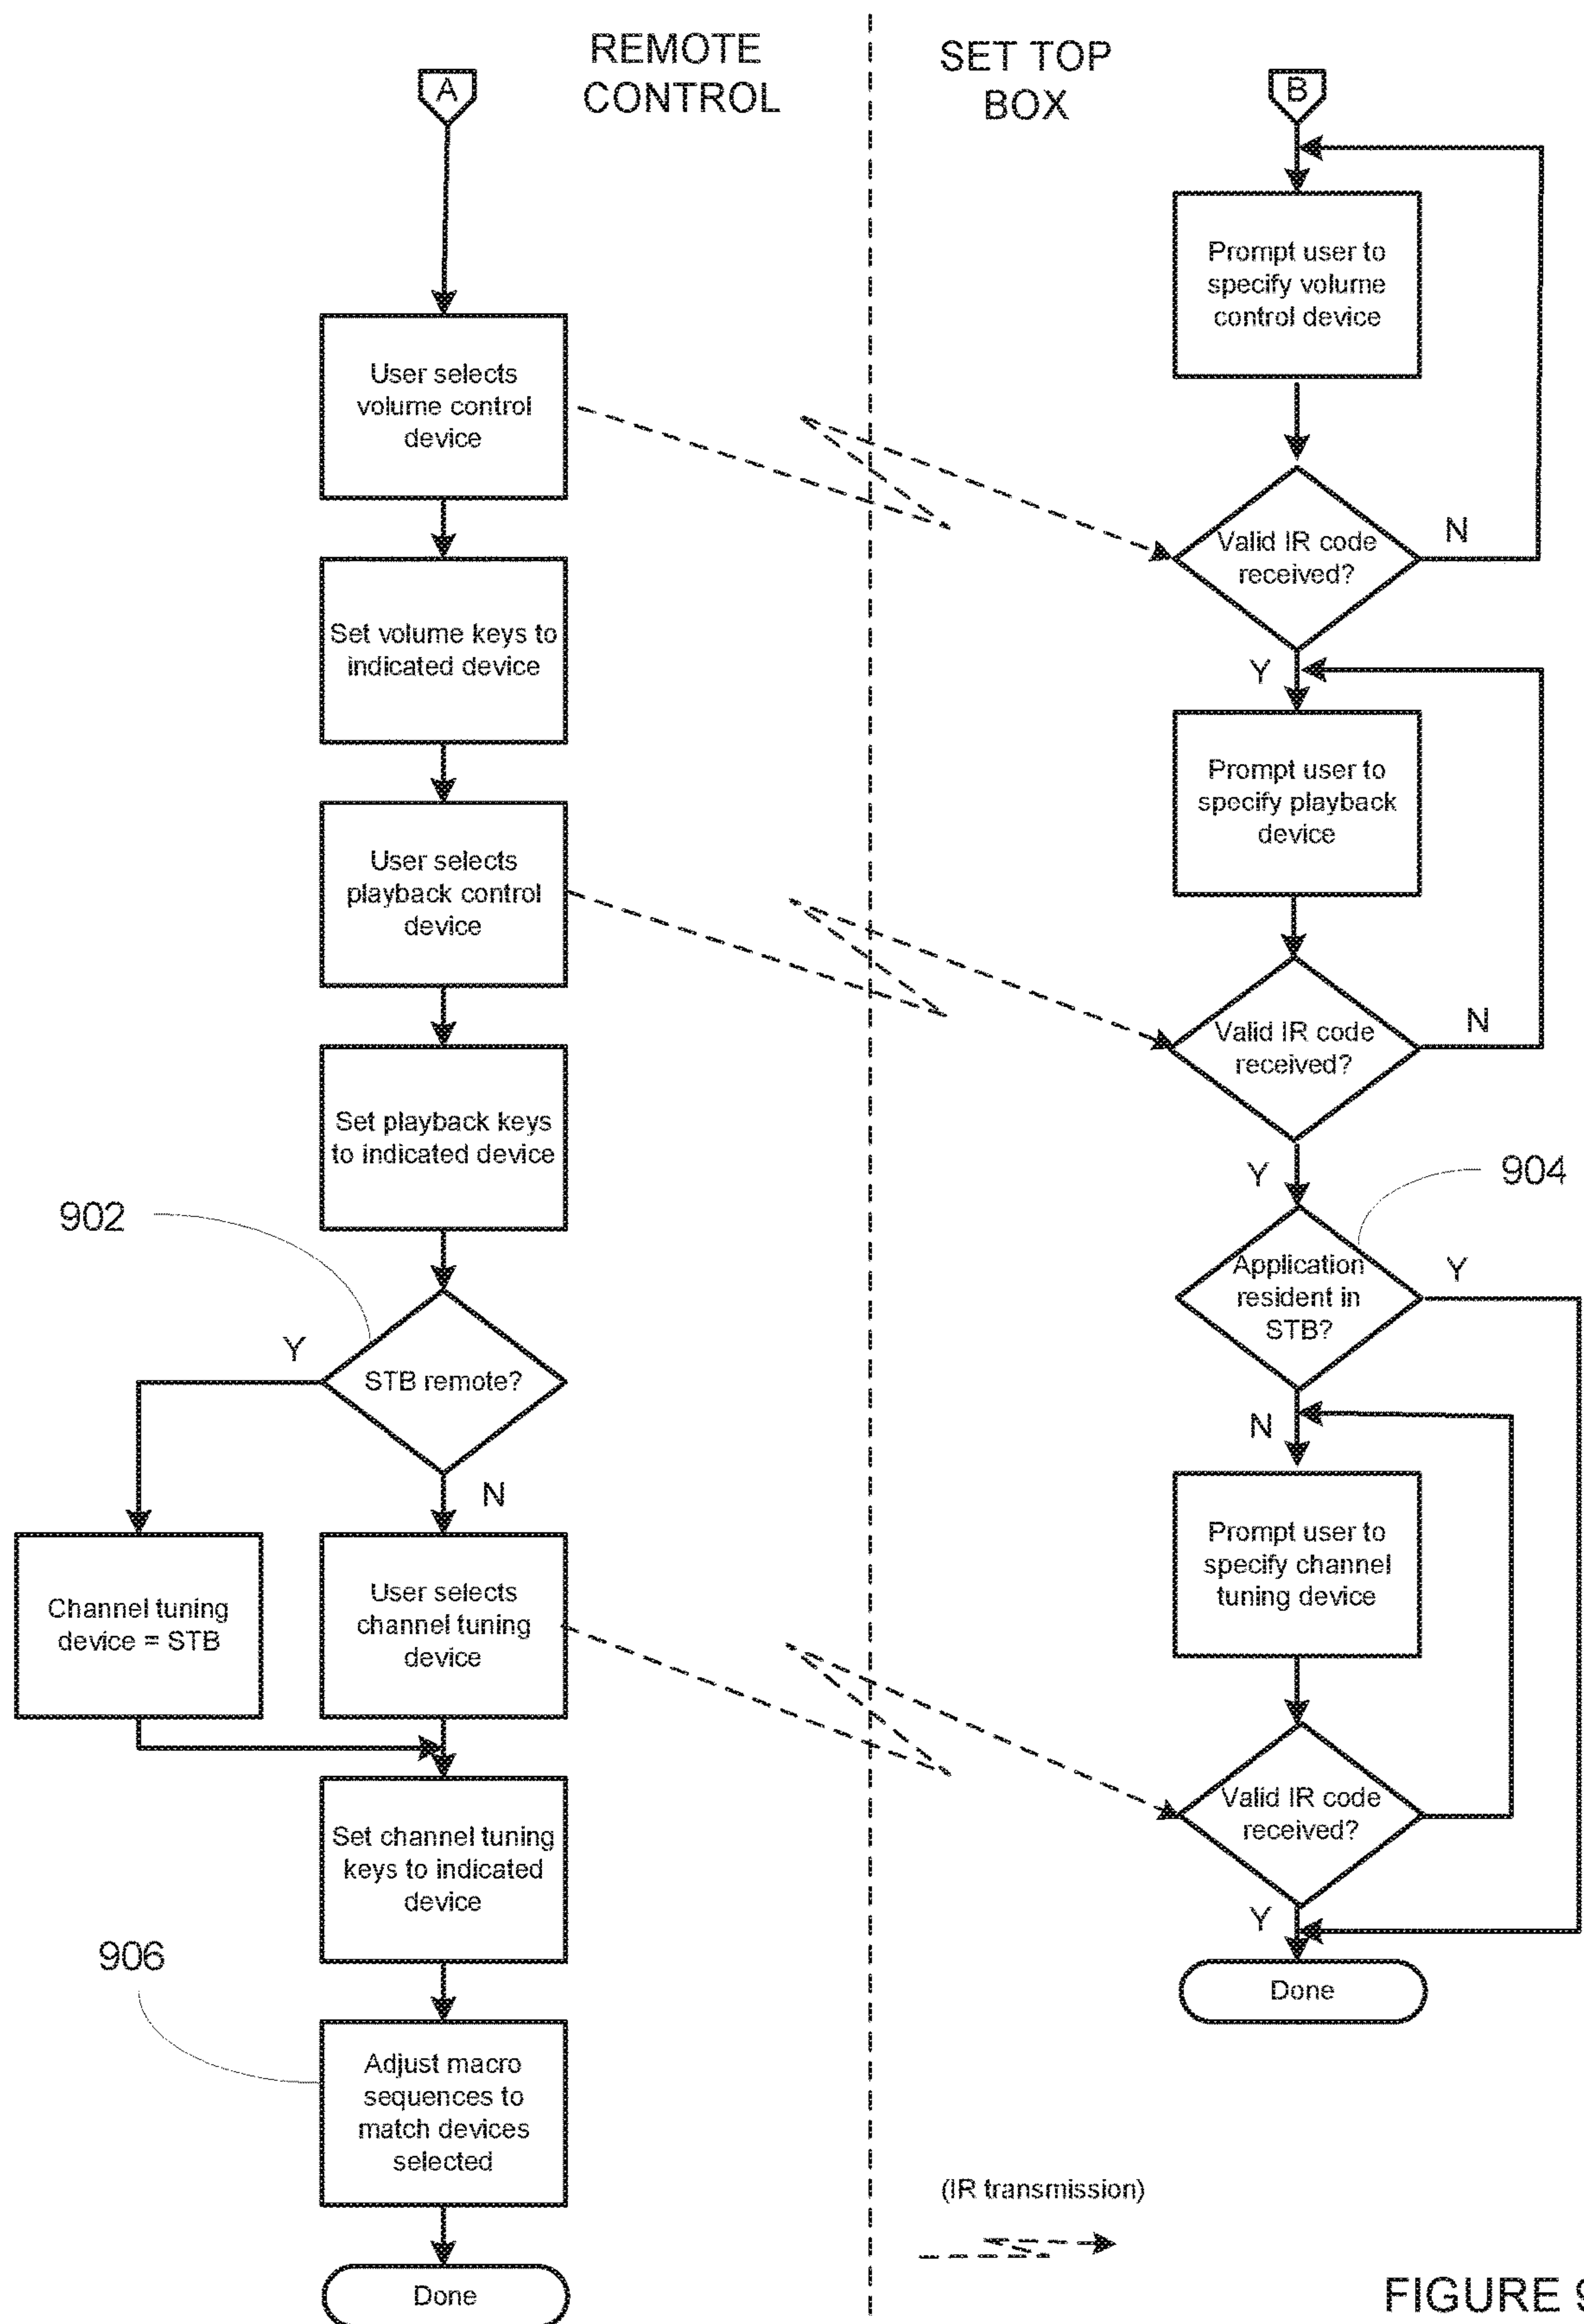 REMOTE
CONTROL
SET TOP
BOX
A
B
User selects
volume control
device
Set volume keys to
indicated device
User selects
playback control
device
Set playback keys
to indicated device
902
Y
STB remote?
N
Channel tuning
device = STB
User selects
channel tuning
device
Set channel tuning
keys to indicated
device
906
Adjust macro
sequences to
match devices
selected
Done
Prompt user to
specify volume
control device
Valid IR code
received?
N
Y
Prompt user to
specify playback
device
Valid IR code
received?
N
Y
904
Application
resident in
STB?
Y
N
Prompt user to
specify channel
tuning device
Valid IR code
received?
Y
Done
(IR transmission)
FIGURE 9